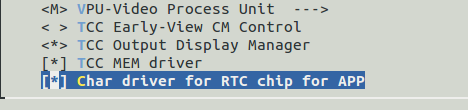 <M> VPU-Video Process Unit  --->
< > TCC Early-View CM Control
<*> TCC Output Display Manager
[*] TCC MEM driver
[*] Char driver for RTC chip for APP